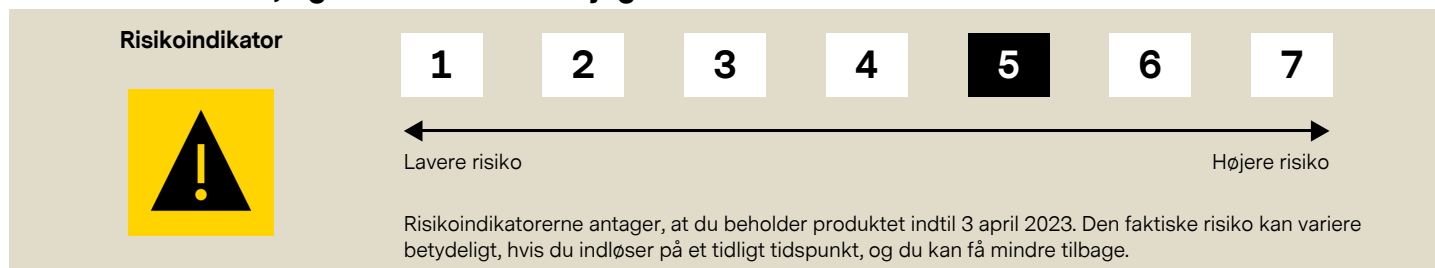 Risikoindikator
1 2 3 4 5 6 7
Lavere risiko Højere risiko
Risikoindikatorerne antager, at du beholder produktet indtil 3 april 2023. Den faktiske risiko kan variere
betydeligt, hvis du indløser på et tidligt tidspunkt, og du kan få mindre tilbage.